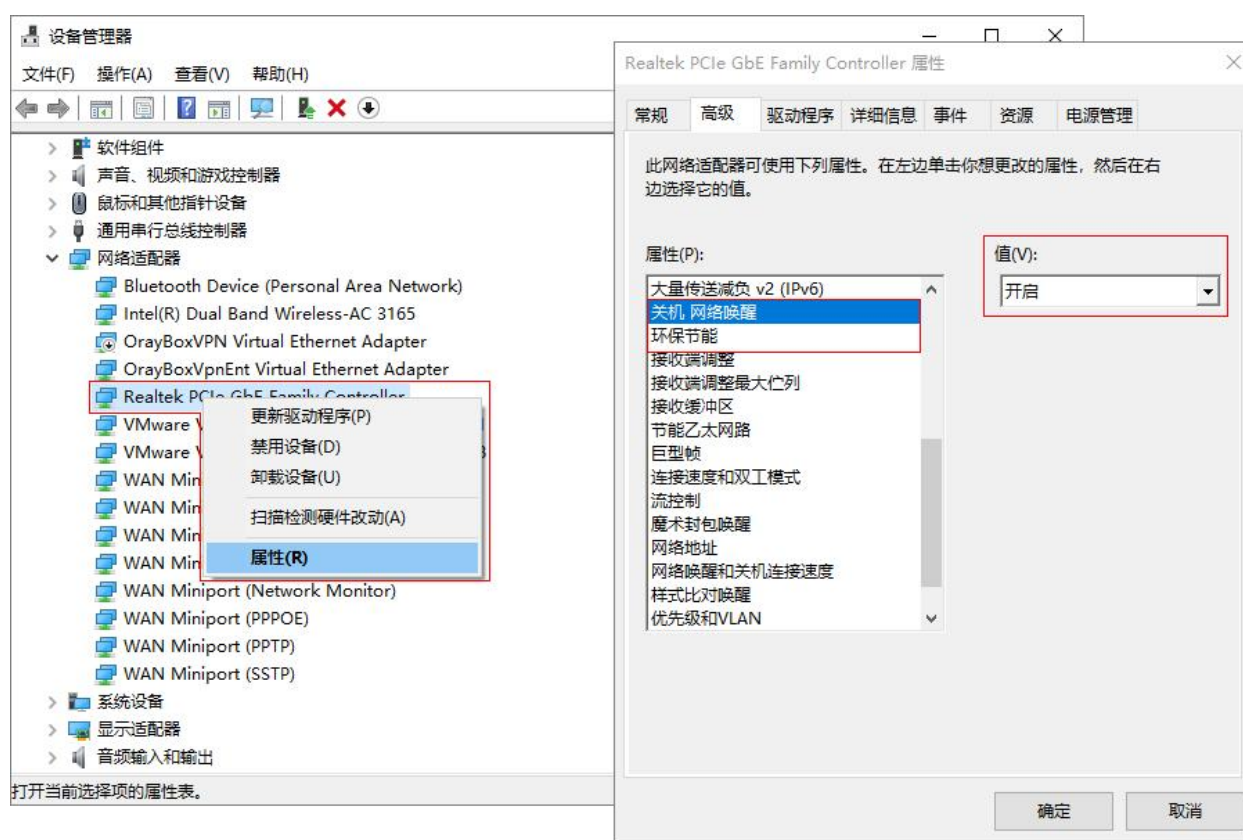 设备管理器
文件(F) 操作(A) 查看(V) 帮助(H)
软件组件
声音、视频和游戏控制器
鼠标和其他指针设备
通用串行总线控制器
网络适配器
Bluetooth Device (Personal Area Network)
Intel(R) Dual Band Wireless-AC 3165
OrayBoxVPN Virtual Ethernet Adapter
OrayBoxVpnEnt Virtual Ethernet Adapter
Realtek PCIe GbE Family Controller
VMware
VMware
WAN Min
WAN Min
WAN Min
WAN Min
WAN Miniport (Network Monitor)
WAN Miniport (PPPOE)
WAN Miniport (PPTP)
WAN Miniport (SSTP)
系统设备
显示适配器
音频输入和输出
打开当前选择项的属性表。
更新驱动程序(P)
禁用设备(D)
卸载设备(U)
扫描检测硬件改动(A)
属性(R)
Realtek PCIe GbE Family Controller 属性
常规 高级 驱动程序 详细信息 事件 资源 电源管理
此网络适配器可使用下列属性。在左边单击你想更改的属性，然后在右
边选择它的值。
属性(P):
值(V):
大量传送减负 v2 (IPv6)
关机 网络唤醒
环保节能
接收端调整
接收端调整最大伫列
接收缓冲区
节能乙太网路
巨型帧
连接速度和双工模式
流控制
魔术封包唤醒
网络地址
网络唤醒和关机连接速度
样式比对唤醒
优先级和VLAN
开启
确定 取消